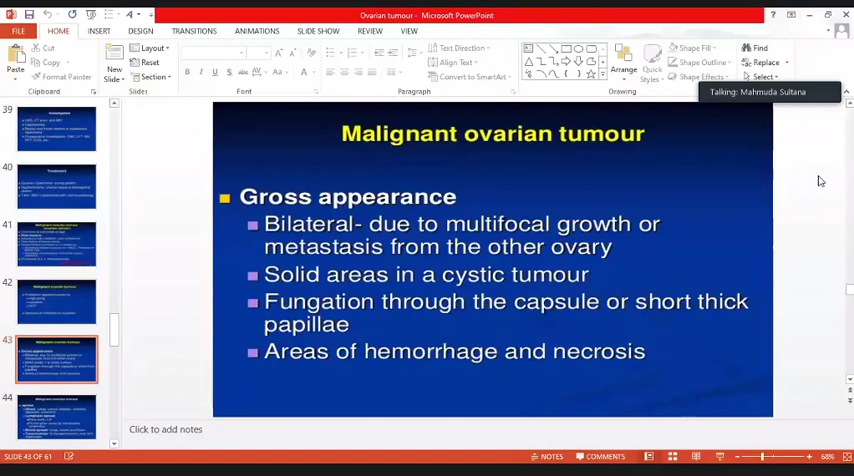 Ovarian tumour - Microsoft PowerPoint
FILE HOME INSERT DESIGN TRANSITIONS ANIMATIONS SLIDE SHOW REVIEW VIEW
Paste
Cut
Copy
Format Painter
Clipboard
New Slide
Layout
Reset
Section
Slides
Font
Text Direction
Align Text
Convert to SmartArt
Paragraph
Arrange
Quick Styles
Shape Fill
Shape Outline
Shape Effects
Drawing
Find
Replace
Select
Talking: Mahmuda Sultana
39
40
41
42
43
44
Malignant ovarian tumour
Gross appearance
Bilateral- due to multifocal growth or
metastasis from the other ovary
Solid areas in a cystic tumour
Fungation through the capsule or short thick
papillae
Areas of hemorrhage and necrosis
Click to add notes
SLIDE 43 OF 61 NOTES COMMENTS 68%